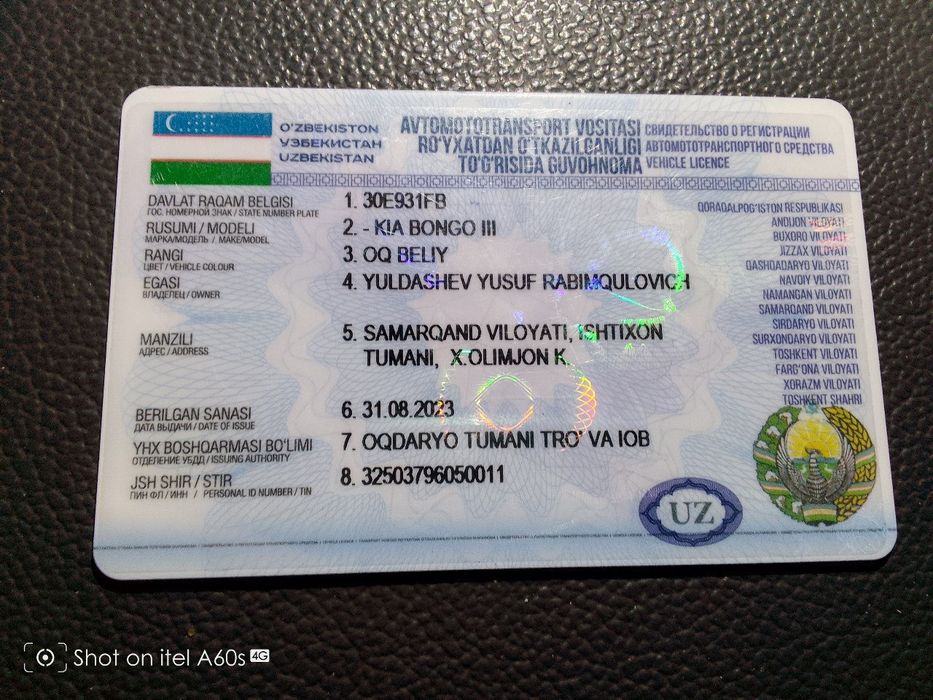 O'ZBEKISTON
УЗБЕКИСТАН
UZBEKISTAN
AVTOMOTOTRANSPORT VOSITASI
RO'YXATDAN O'TKAZILGANLIGI
TO'G'RISIDA GUVOHNOMA
СВИДЕТЕЛЬСТВО О РЕГИСТРАЦИИ
АВТОМОТОТРАНСПОРТНОГО СРЕДСТВА
VEHICLE LICENCE
DAVLAT RAQAM BELGISI
ГОС. НОМЕРНОЙ ЗНАК / STATE NUMBER PLATE
1. 30E931FB
RUSUMI / MODELI
МАРКА/МОДЕЛЬ / MAKE/MODEL
2. - KIA BONGO III
RANGI
ЦВЕТ / VEHICLE COLOUR
3. OQ BELIY
EGASI
ВЛАДЕЛЕЦ / OWNER
4. YULDASHEV YUSUF RABIMQULOVICH
MANZILI
АДРЕС / ADDRESS
5. SAMARQAND VILOYATI, ISHTIXON
TUMANI, X.OLIMJON K.
BERILGAN SANASI
ДАТА ВЫДАЧИ / DATE OF ISSUE
6. 31.08.2023
YHX BOSHQARMASI BO'LIMI
ОТДЕЛЕНИЕ УБДД / ISSUING AUTHORITY
7. OQDARYO TUMANI TRO' VA IOB
JSH SHIR / STIR
ПИН ФЛ / ИНН / PERSONAL ID NUMBER / TIN
8. 32503796050011
QORAQALPOG'ISTON RESPUBLIKASI
ANDIJON VILOYATI
BUXORO VILOYATI
JIZZAX VILOYATI
QASHQADARYO VILOYATI
NAVOIY VILOYATI
NAMANGAN VILOYATI
SAMARQAND VILOYATI
SIRDARYO VILOYATI
SURXONDARYO VILOYATI
TOSHKENT VILOYATI
FARG'ONA VILOYATI
XORAZM VILOYATI
TOSHKENT SHAHRI
UZ
Shot on itel A60s 4G